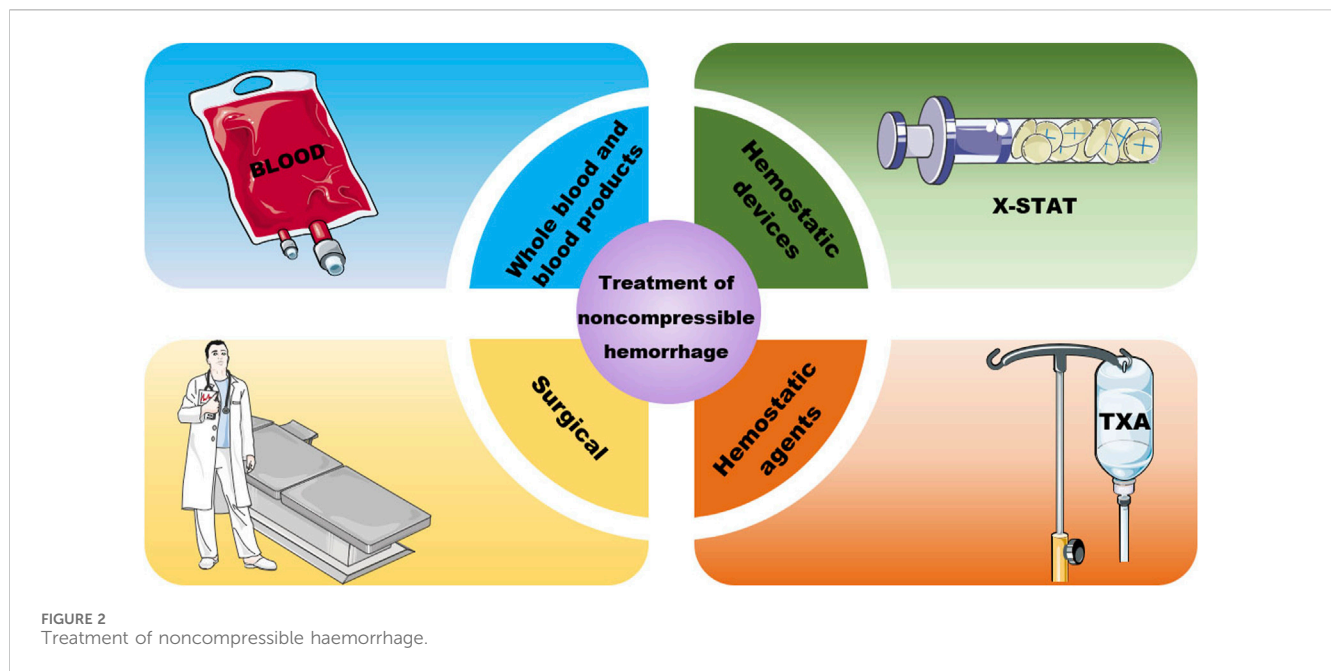 BLOOD
Whole blood and
blood products
Hemostatic
devices
X-STAT
Treatment of
noncompressible
hemorrhage
Surgical
Hemostatic
agents
TXA
FIGURE 2
Treatment of noncompressible haemorrhage.